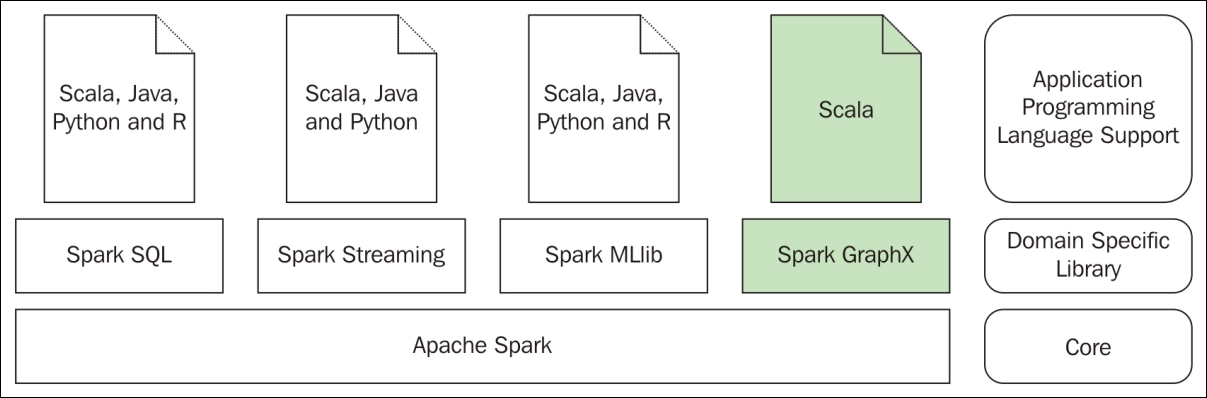 Scala, Java,
Python and R
Scala, Java
and Python
Scala, Java,
Python and R
Scala
Application
Programming
Language Support
Spark SQL
Spark Streaming
Spark MLlib
Spark GraphX
Domain Specific
Library
Apache Spark
Core